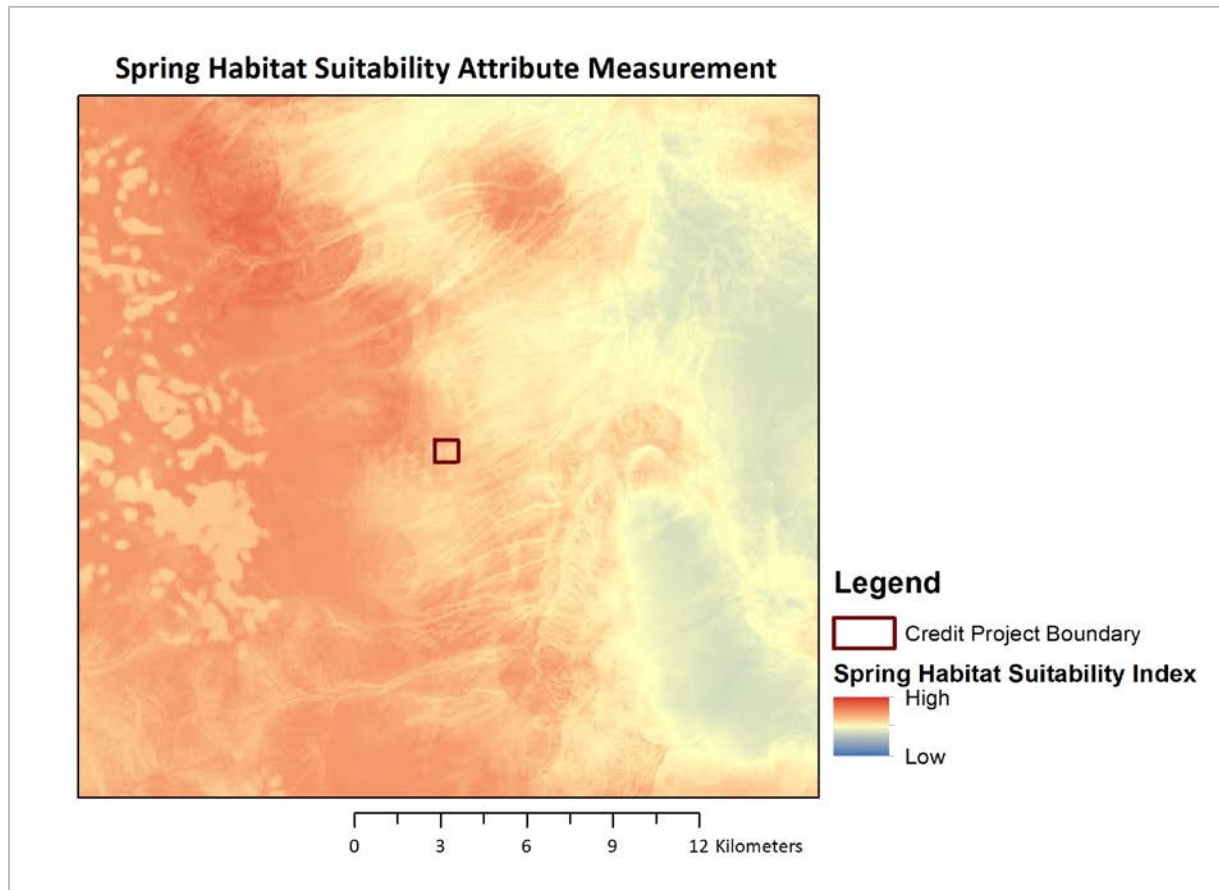 Spring Habitat Suitability Attribute Measurement
Legend
Credit Project Boundary
Spring Habitat Suitability Index
High
Low
0 3 6 9 12 Kilometers